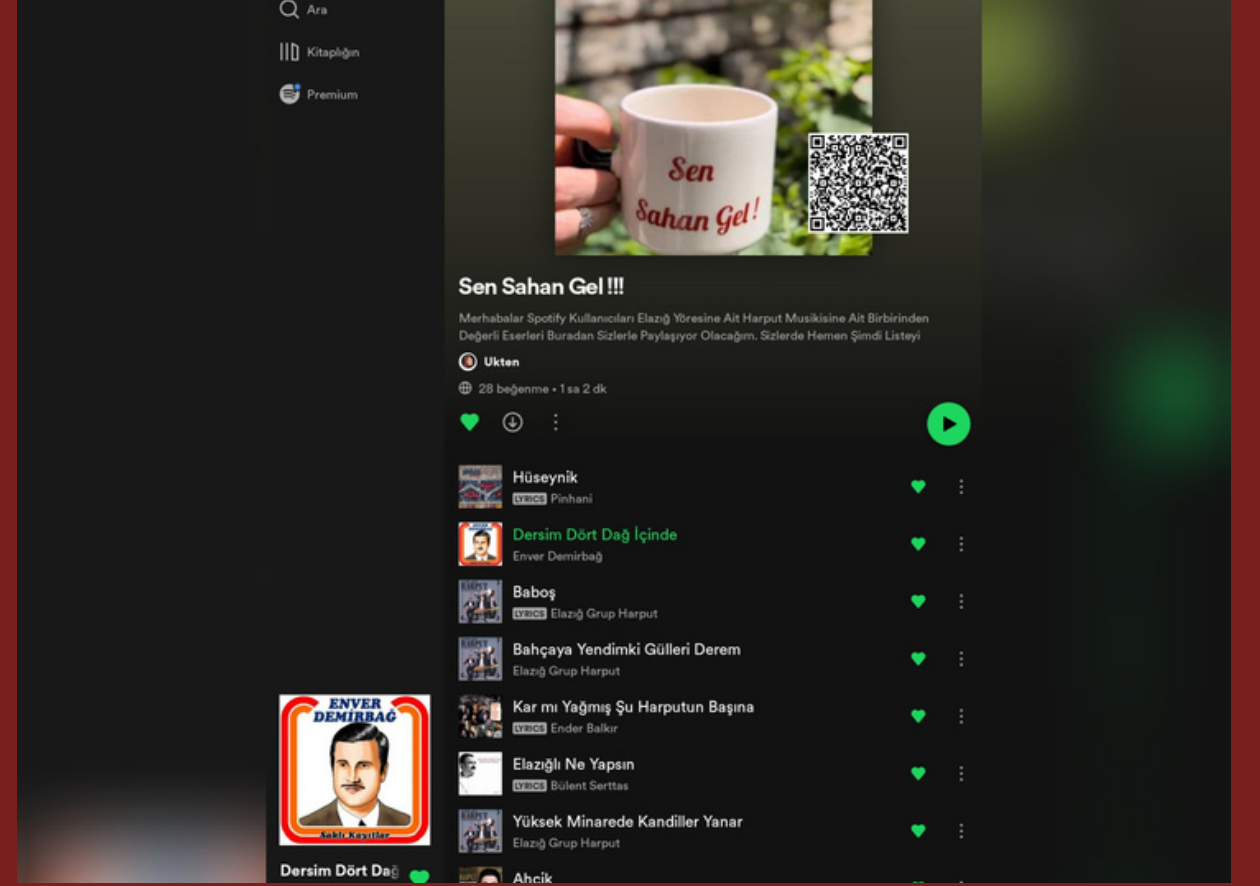 Ara
Kitaplığın
Premium
Sen
Sahan Gel!
Sen Sahan Gel !!!
Merhabalar Spotify Kullanıcıları Elazığ Yöresine Ait Harput Musikisine Ait Birbirinden
Değerli Eserleri Buradan Sizlerle Paylaşıyor Olacağım. Sizlerde Hemen Şimdi Listeyi
Ukten
28 beğenme • 1 sa 2 dk
Hüseynik
LYRICS Pinhani
Dersim Dört Dağ İçinde
Enver Demirbağ
Baboş
LYRICS Elazığ Grup Harput
Bahçaya Yendimki Gülleri Derem
Elazığ Grup Harput
Kar mı Yağmış Şu Harputun Başına
LYRICS Ender Balkır
Elazığlı Ne Yapsın
LYRICS Bülent Serttas
Yüksek Minarede Kandiller Yanar
Elazığ Grup Harput
Ahcik
ENVER
DEMİRBAĞ
Saklı Kayıtlar
Dersim Dört Dağ